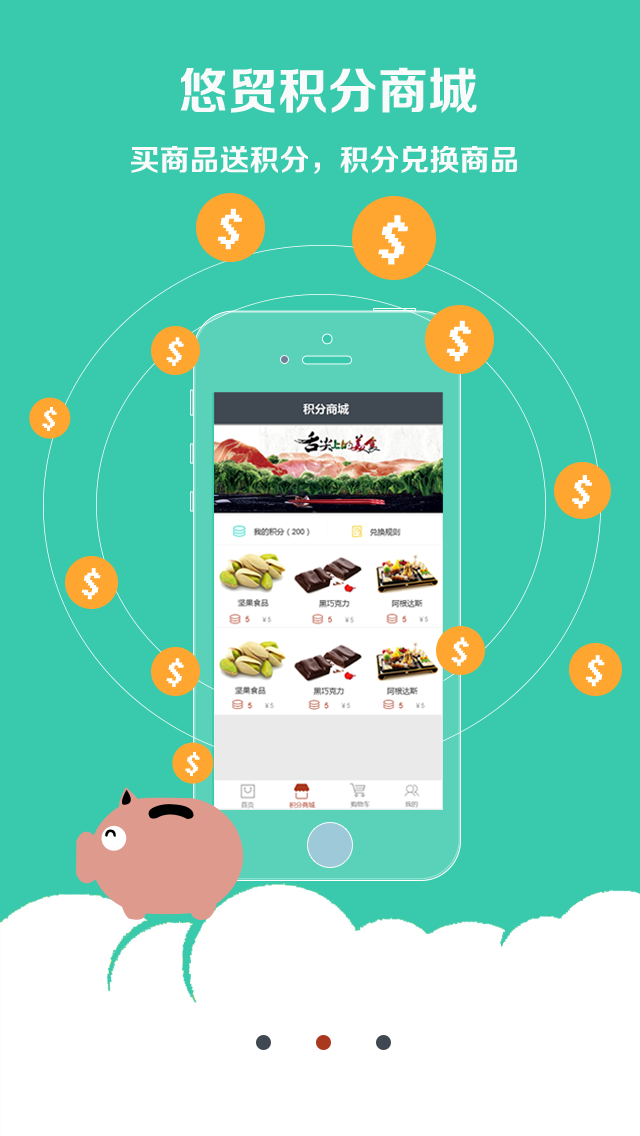 悠贸积分商城
买商品送积分，积分兑换商品
$ $
$ $
$
$
$
$ $
$
$
积分商城
舌尖上的美食
我的积分（200） 兑换规则
坚果食品 黑巧克力 阿根达斯
5 ¥5 5 ¥5 5 ¥5
坚果食品 黑巧克力 阿根达斯
5 ¥5 5 ¥5 5 ¥5
首页 积分商城 购物车 我的